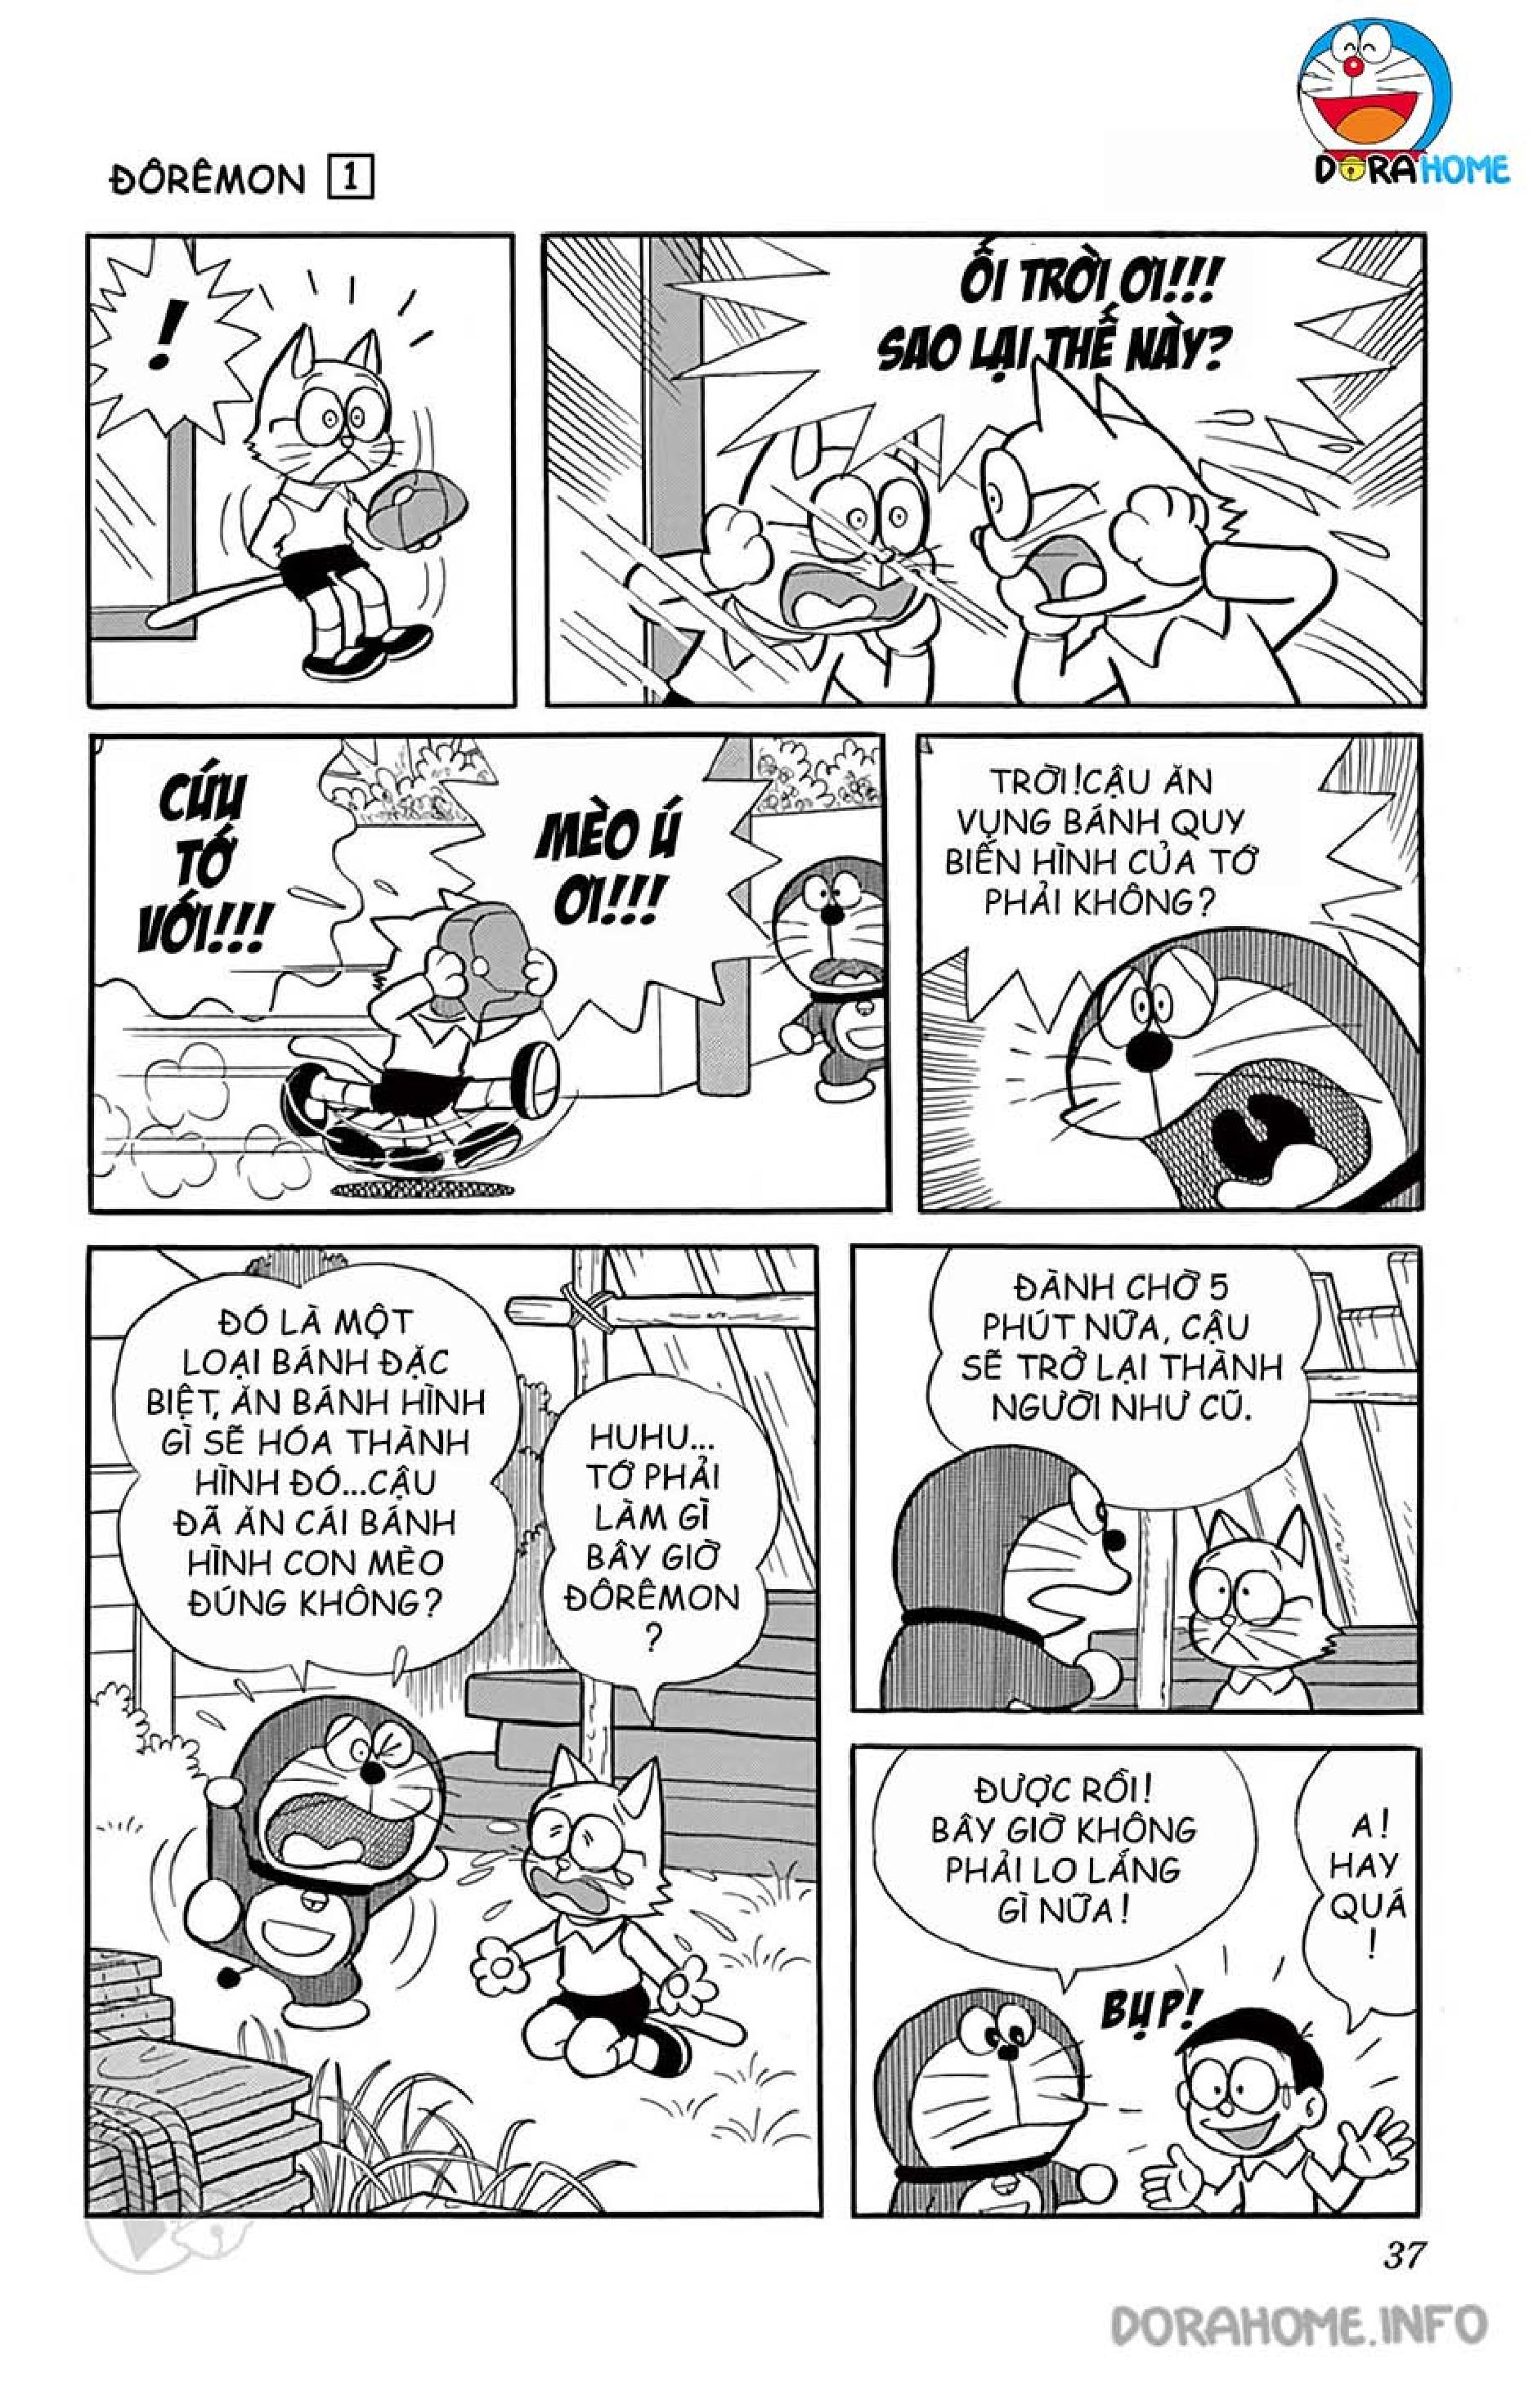 DORAHOME
ĐÔRÊMON 1
!
ỐI TRỜI ƠI!!!
SAO LẠI THẾ NÀY?
CỨU
TỚ
VỚI!!!
MÈO Ú
ƠI!!!
TRỜI!CẬU ĂN
VỤNG BÁNH QUY
BIẾN HÌNH CỦA TỚ
PHẢI KHÔNG?
ĐÓ LÀ MỘT
LOẠI BÁNH ĐẶC
BIỆT, ĂN BÁNH HÌNH
GÌ SẼ HÓA THÀNH
HÌNH ĐÓ...CẬU
ĐÃ ĂN CÁI BÁNH
HÌNH CON MÈO
ĐÚNG KHÔNG?
HUHU...
TỚ PHẢI
LÀM GÌ
BÂY GIỜ
ĐÔRÊMON
?
ĐÀNH CHỜ 5
PHÚT NỮA, CẬU
SẼ TRỞ LẠI THÀNH
NGƯỜI NHƯ CŨ.
ĐƯỢC RỒI!
BÂY GIỜ KHÔNG
PHẢI LO LẮNG
GÌ NỮA!
A!
HAY
QUÁ
!
BỤP!
37
DORAHOME.INFO